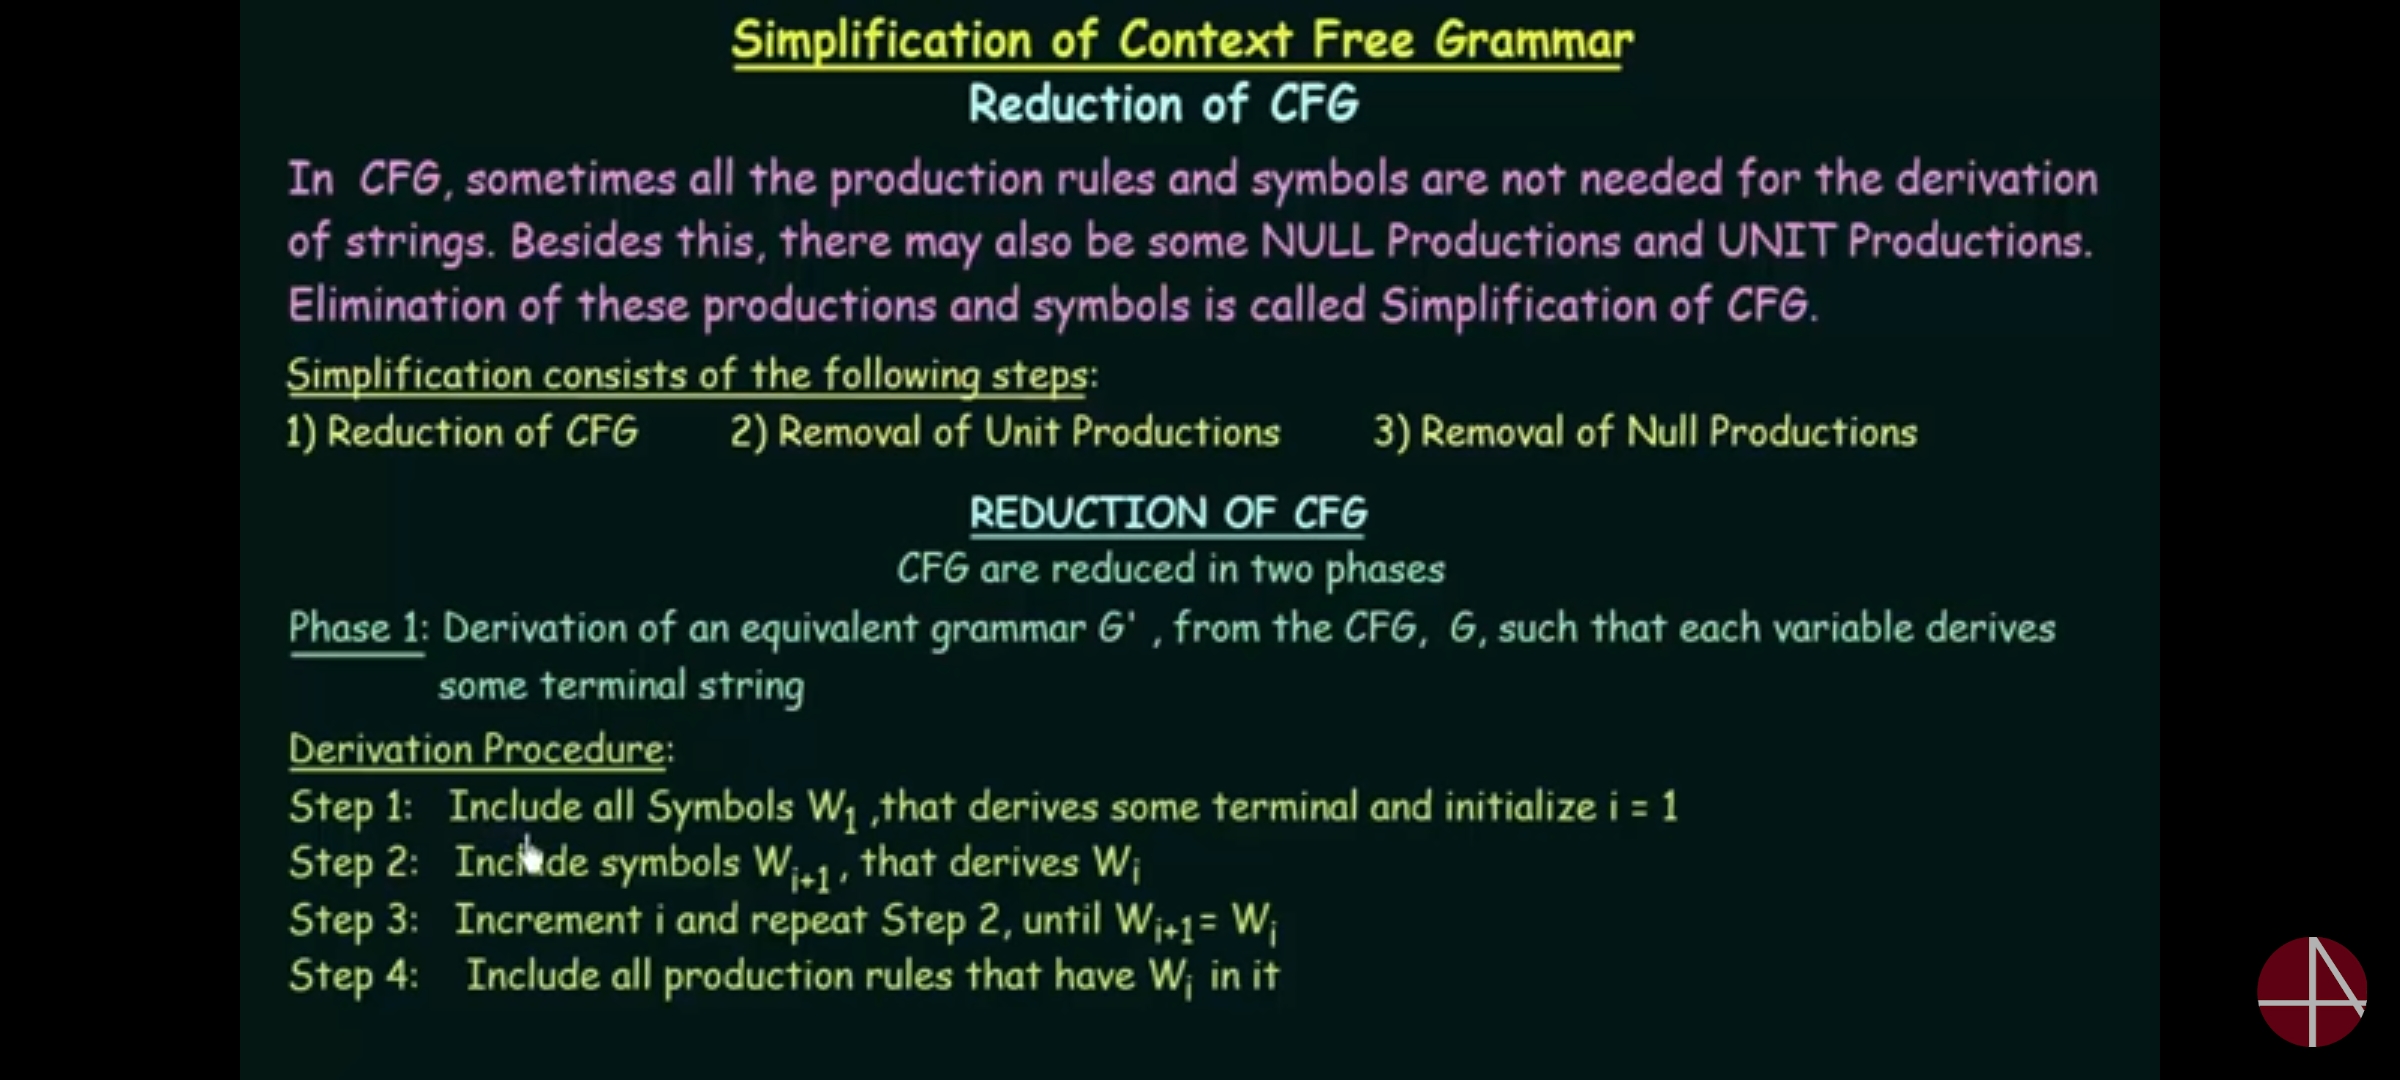 Simplification of Context Free Grammar
Reduction of CFG
In CFG, sometimes all the production rules and symbols are not needed for the derivation
of strings. Besides this, there may also be some NULL Productions and UNIT Productions.
Elimination of these productions and symbols is called Simplification of CFG.
Simplification consists of the following steps:
1) Reduction of CFG 2) Removal of Unit Productions 3) Removal of Null Productions
REDUCTION OF CFG
CFG are reduced in two phases
Phase 1: Derivation of an equivalent grammar G' , from the CFG, G, such that each variable derives
some terminal string
Derivation Procedure:
Step 1: Include all Symbols W₁ ,that derives some terminal and initialize i = 1
Step 2: Include symbols Wᵢ₊₁ , that derives Wᵢ
Step 3: Increment i and repeat Step 2, until Wᵢ₊₁= Wᵢ
Step 4: Include all production rules that have Wᵢ in it